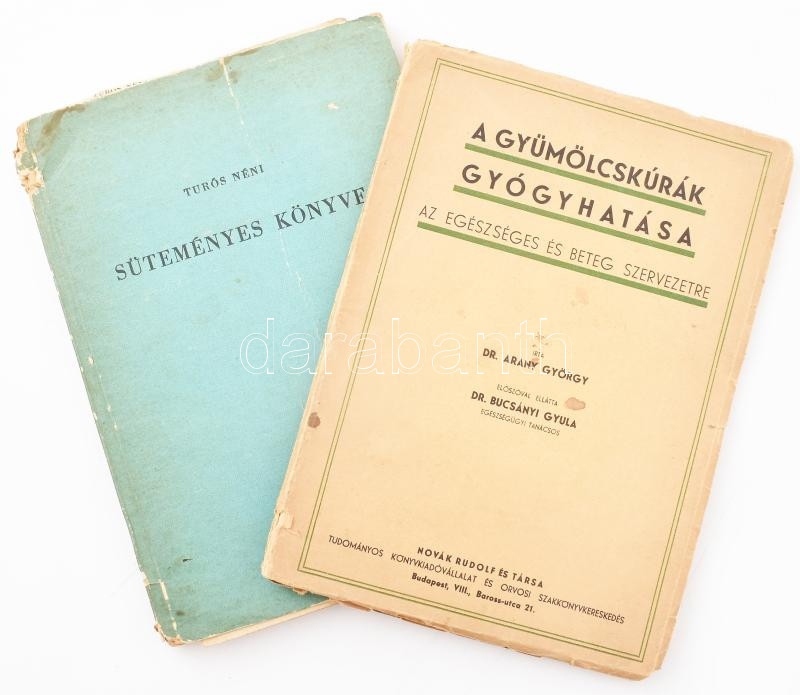 TURÓS NÉNI
SÜTEMÉNYES KÖNYVE
A GYÜMÖLCSKÚRÁK
GYÓGYHATÁSA
AZ EGÉSZSÉGES ÉS BETEG SZERVEZETRE
IRTA
DR. ARANY GYÖRGY
ELŐSZÓVAL ELLÁTTA
DR. BUCSÁNYI GYULA
EGÉSZSÉGÜGYI TANÁCSOS
NOVÁK RUDOLF ÉS TÁRSA
TUDOMÁNYOS KÖNYVKIADÓVÁLLALAT ÉS ORVOSI SZAKKÖNYVKERESKEDÉS
Budapest, VIII., Baross-utca 21.
darabanth